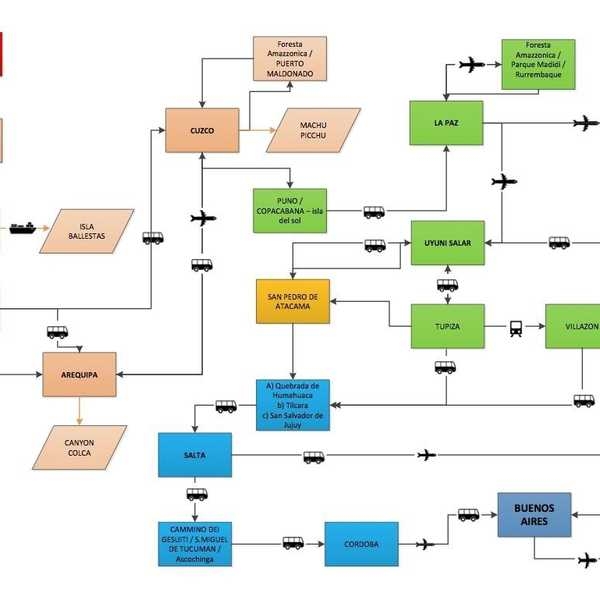 Foresta
Amazzonica /
PUERTO
MALDONADO
Foresta
Amazzonica /
Parque Madidi /
Rurrembaque
CUZCO
MACHU
PICCHU
LA PAZ
PUNO /
COPACABANA – isla
del sol
ISLA
BALLESTAS
UYUNI SALAR
SAN PEDRO DE
ATACAMA
TUPIZA
VILLAZON
AREQUIPA
A) Quebrada de
Humahuaca
b) Tilcara
c) San Salvador de
Jujuy
CANYON
COLCA
SALTA
BUENOS
AIRES
CAMMINO DEI
GESUITI / S.MIGUEL
DE TUCUMAN /
Ascochinga
CORDOBA